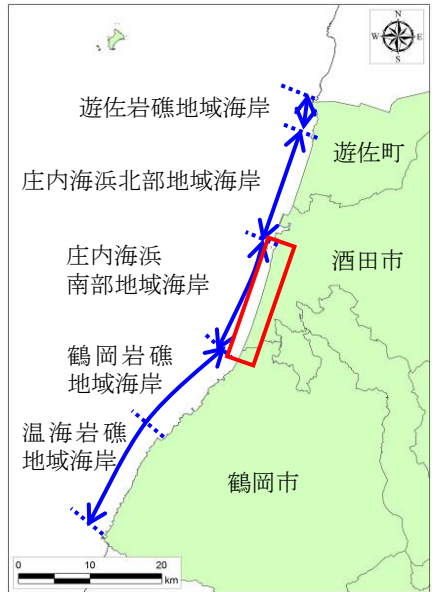 N
W
E
S
遊佐岩礁地域海岸
遊佐町
庄内海浜北部地域海岸
庄内海浜
南部地域海岸
酒田市
鶴岡岩礁
地域海岸
温海岩礁
地域海岸
鶴岡市
0 10 20
km